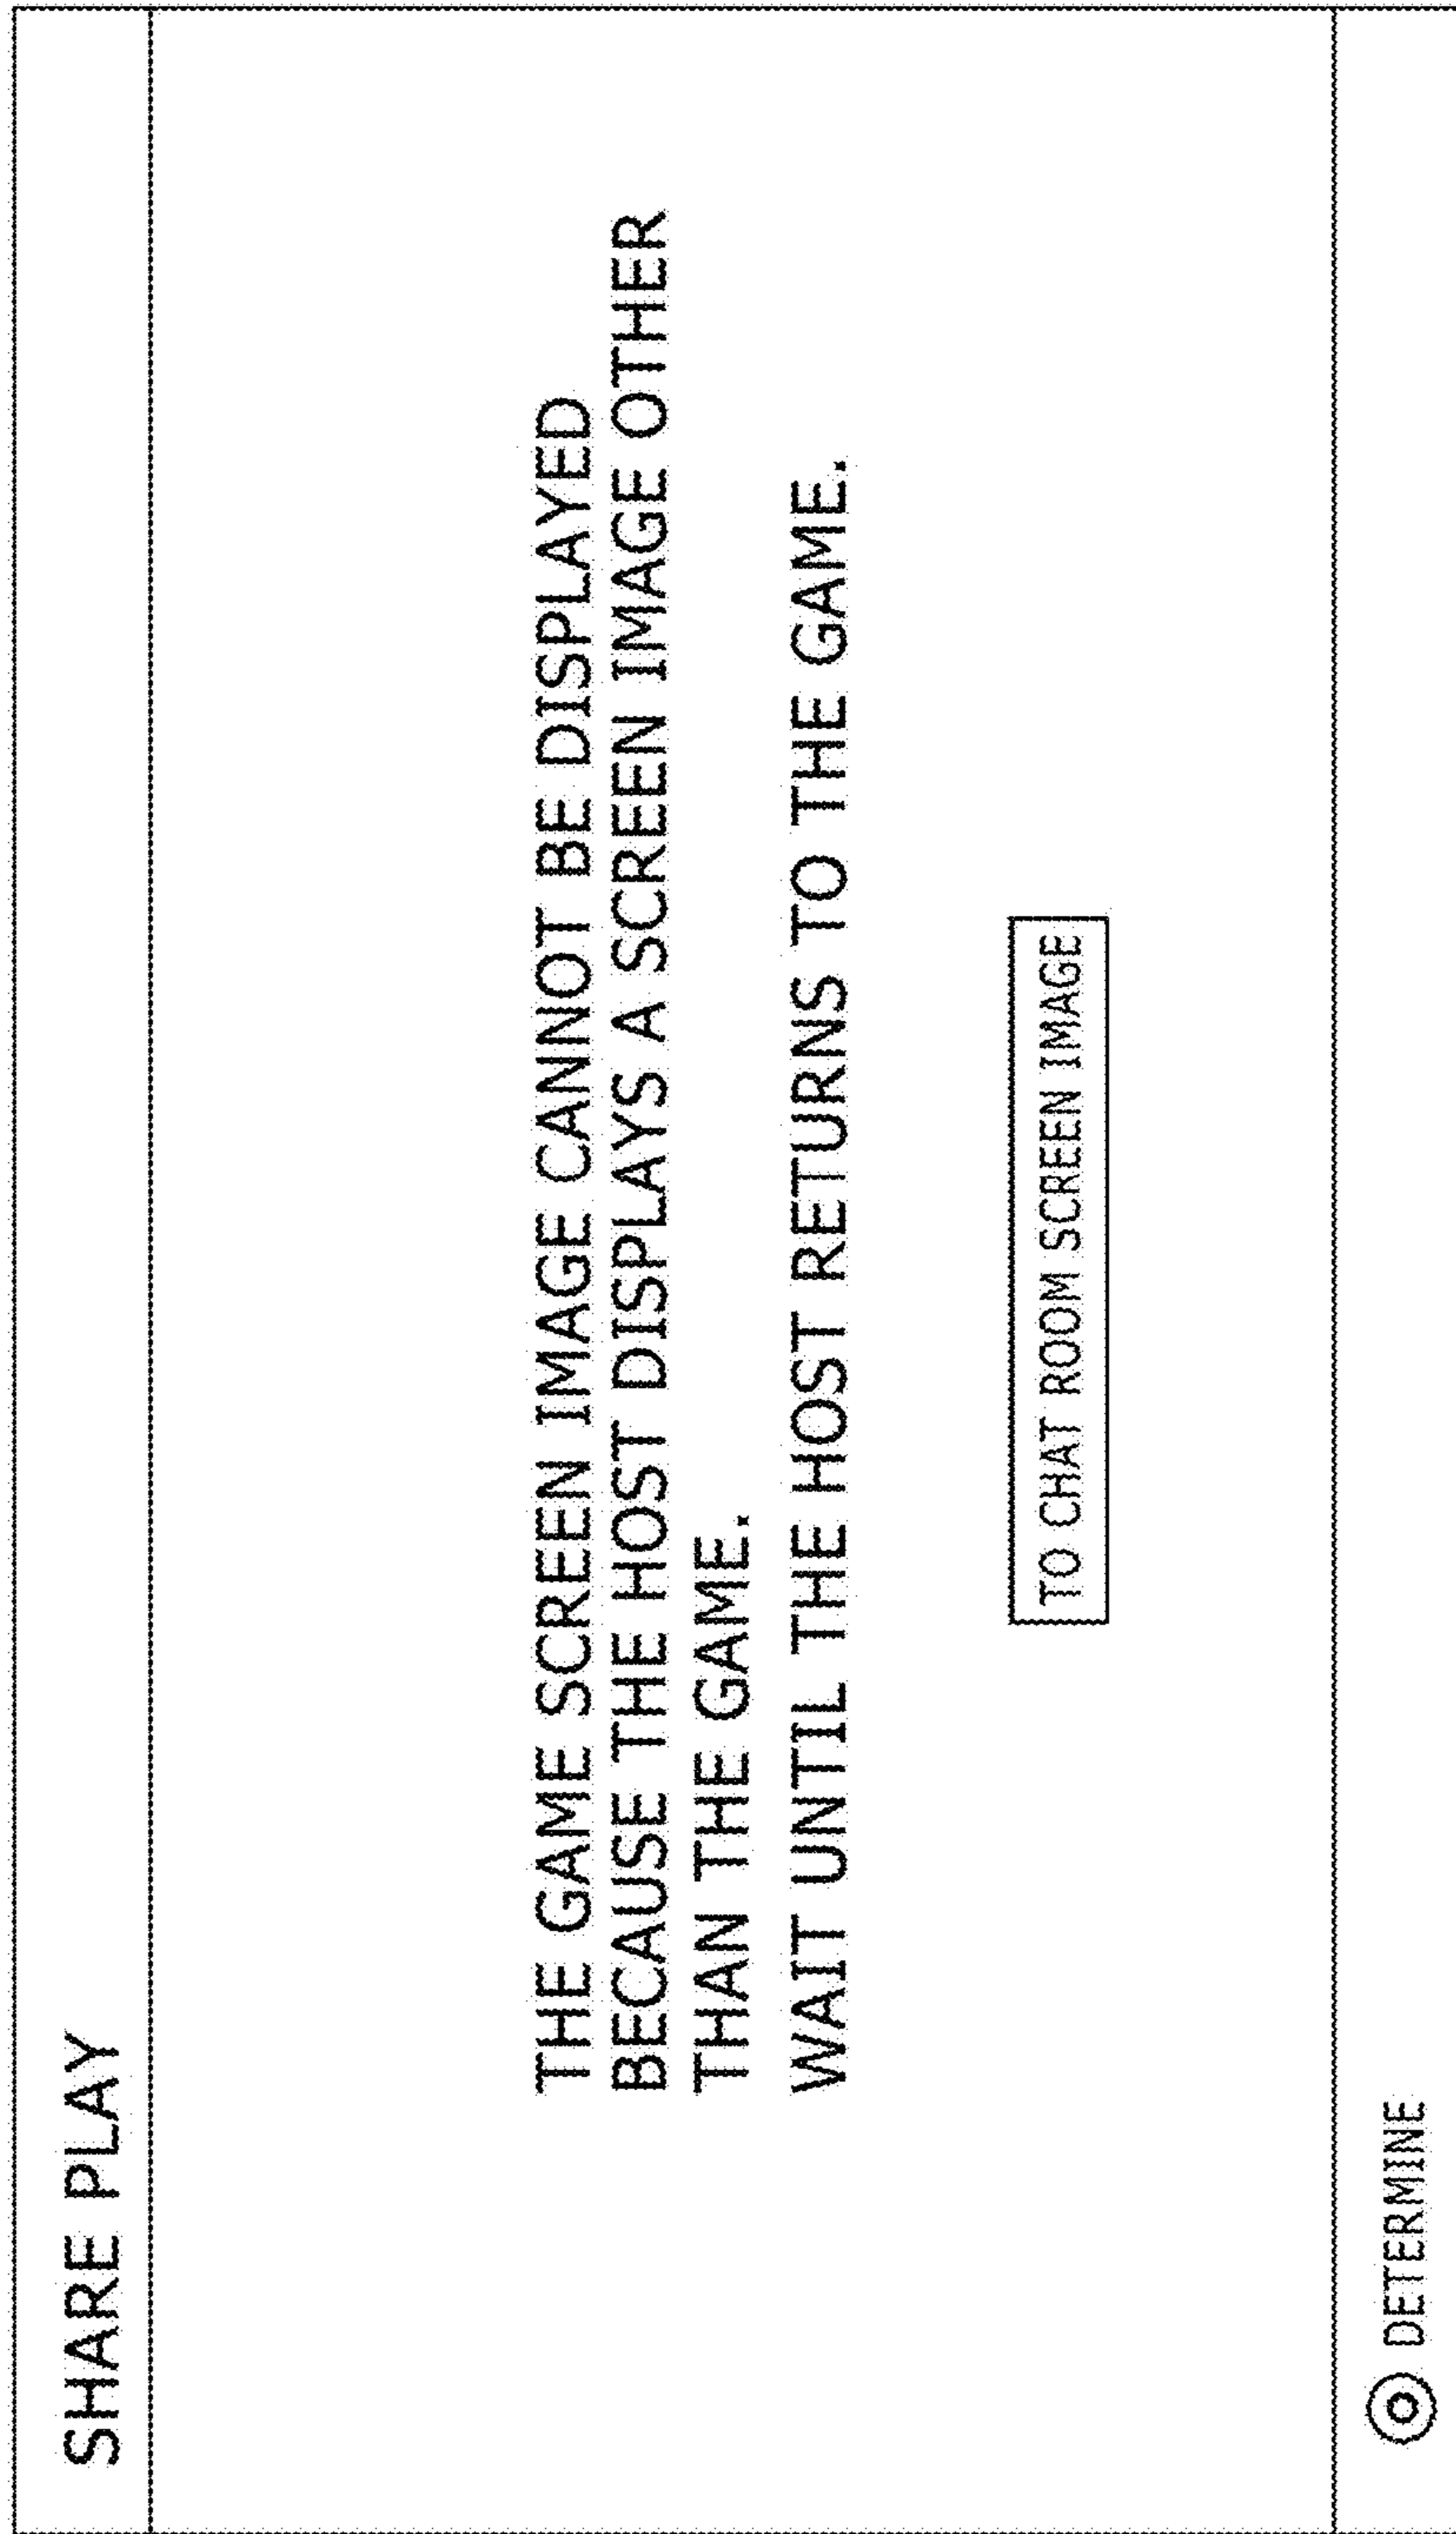 SHARE PLAY
THE GAME SCREEN IMAGE CANNOT BE DISPLAYED
BECAUSE THE HOST DISPLAYS A SCREEN IMAGE OTHER
THAN THE GAME.
WAIT UNTIL THE HOST RETURNS TO THE GAME.
TO CHAT ROOM SCREEN IMAGE
DETERMINE